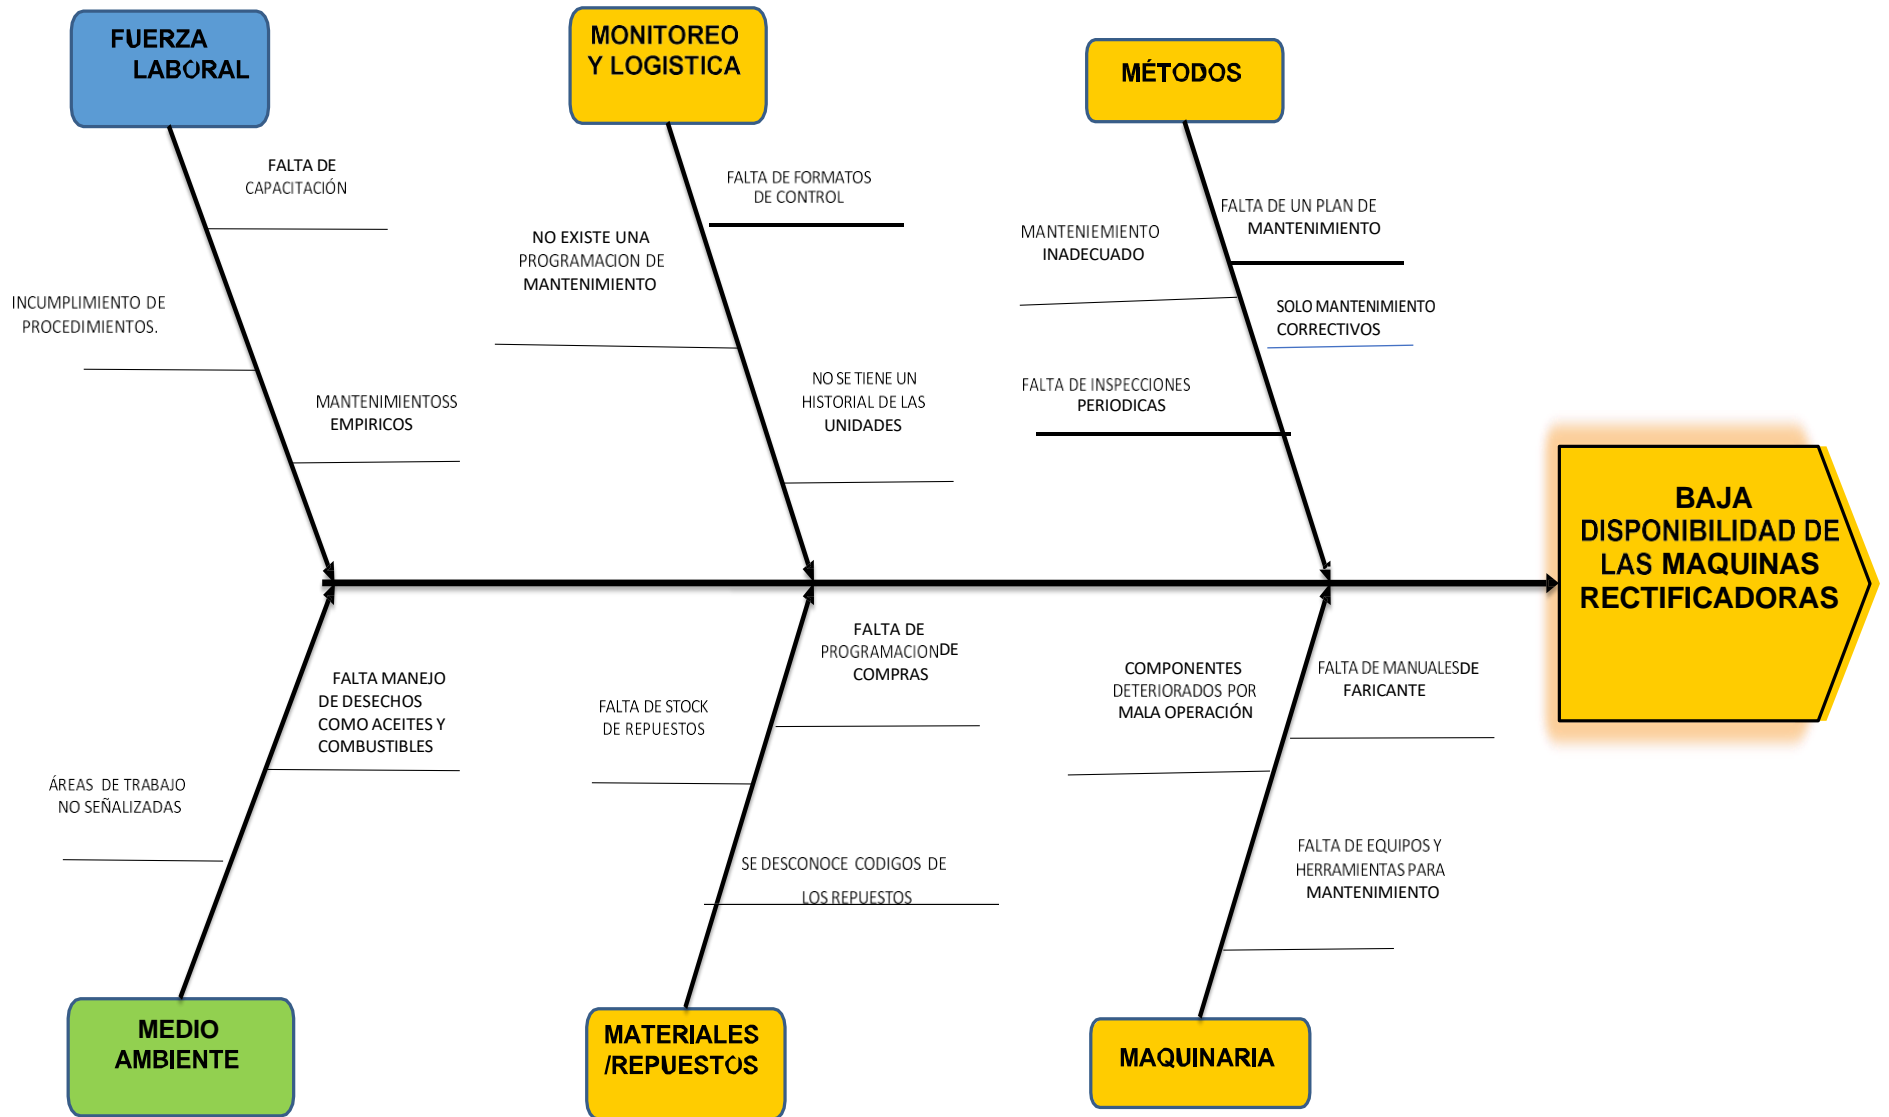 FUERZA
LABORAL
MONITOREO
Y LOGISTICA
MÉTODOS
FALTA DE
CAPACITACIÓN
INCUMPLIMIENTO DE
PROCEDIMIENTOS.
MANTENIMIENTOSS
EMPIRICOS
FALTA DE FORMATOS
DE CONTROL
NO EXISTE UNA
PROGRAMACION DE
MANTENIMIENTO
NO SE TIENE UN
HISTORIAL DE LAS
UNIDADES
FALTA DE UN PLAN DE
MANTENIMIENTO
MANTENIEMIENTO
INADECUADO
SOLO MANTENIMIENTO
CORRECTIVOS
FALTA DE INSPECCIONES
PERIODICAS
BAJA
DISPONIBILIDAD DE
LAS MAQUINAS
RECTIFICADORAS
FALTA MANEJO
DE DESECHOS
COMO ACEITES Y
COMBUSTIBLES
ÁREAS DE TRABAJO
NO SEÑALIZADAS
FALTA DE
PROGRAMACION DE
COMPRAS
FALTA DE STOCK
DE REPUESTOS
SE DESCONOCE CODIGOS DE
LOS REPUESTOS
COMPONENTES
DETERIORADOS POR
MALA OPERACIÓN
FALTA DE MANUALES DE
FARICANTE
FALTA DE EQUIPOS Y
HERRAMIENTAS PARA
MANTENIMIENTO
MEDIO
AMBIENTE
MATERIALES
/REPUESTOS
MAQUINARIA